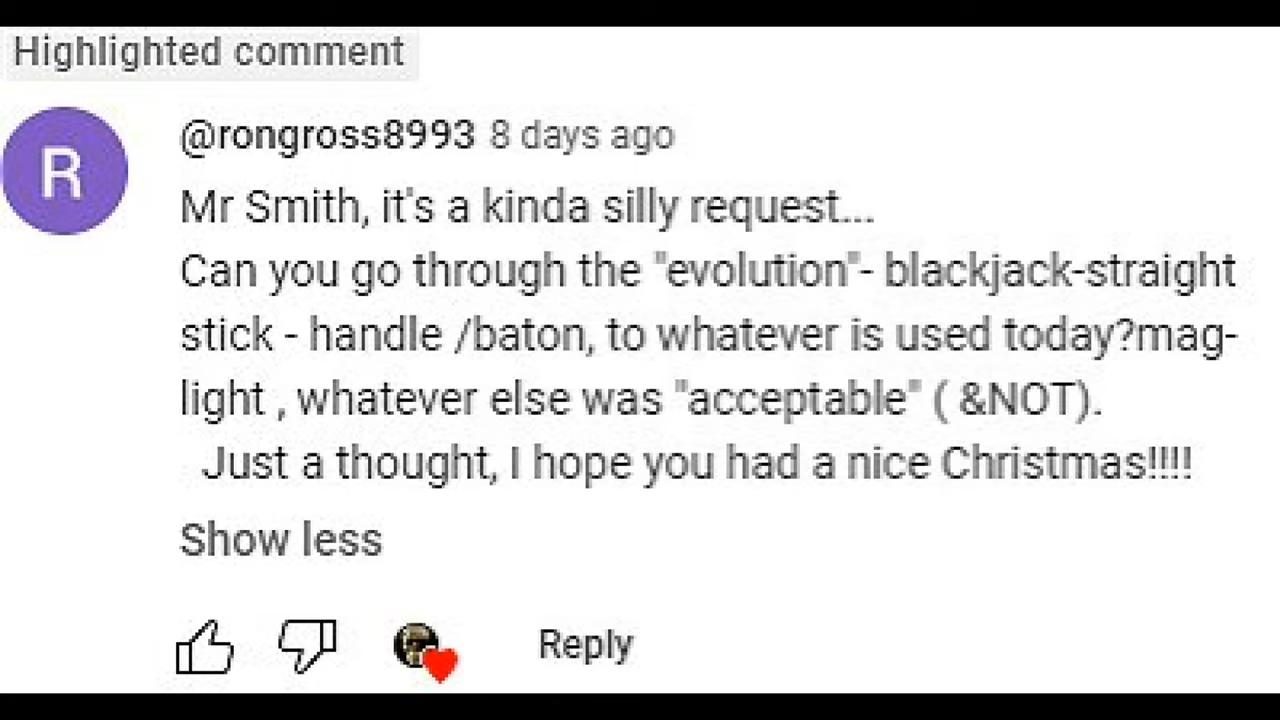 Highlighted comment
R
@rongross8993 8 days ago
Mr Smith, it's a kinda silly request...
Can you go through the "evolution"- blackjack-straight
stick - handle /baton, to whatever is used today?mag-
light , whatever else was "acceptable" ( &NOT).
Just a thought, I hope you had a nice Christmas!!!!
Show less
Reply